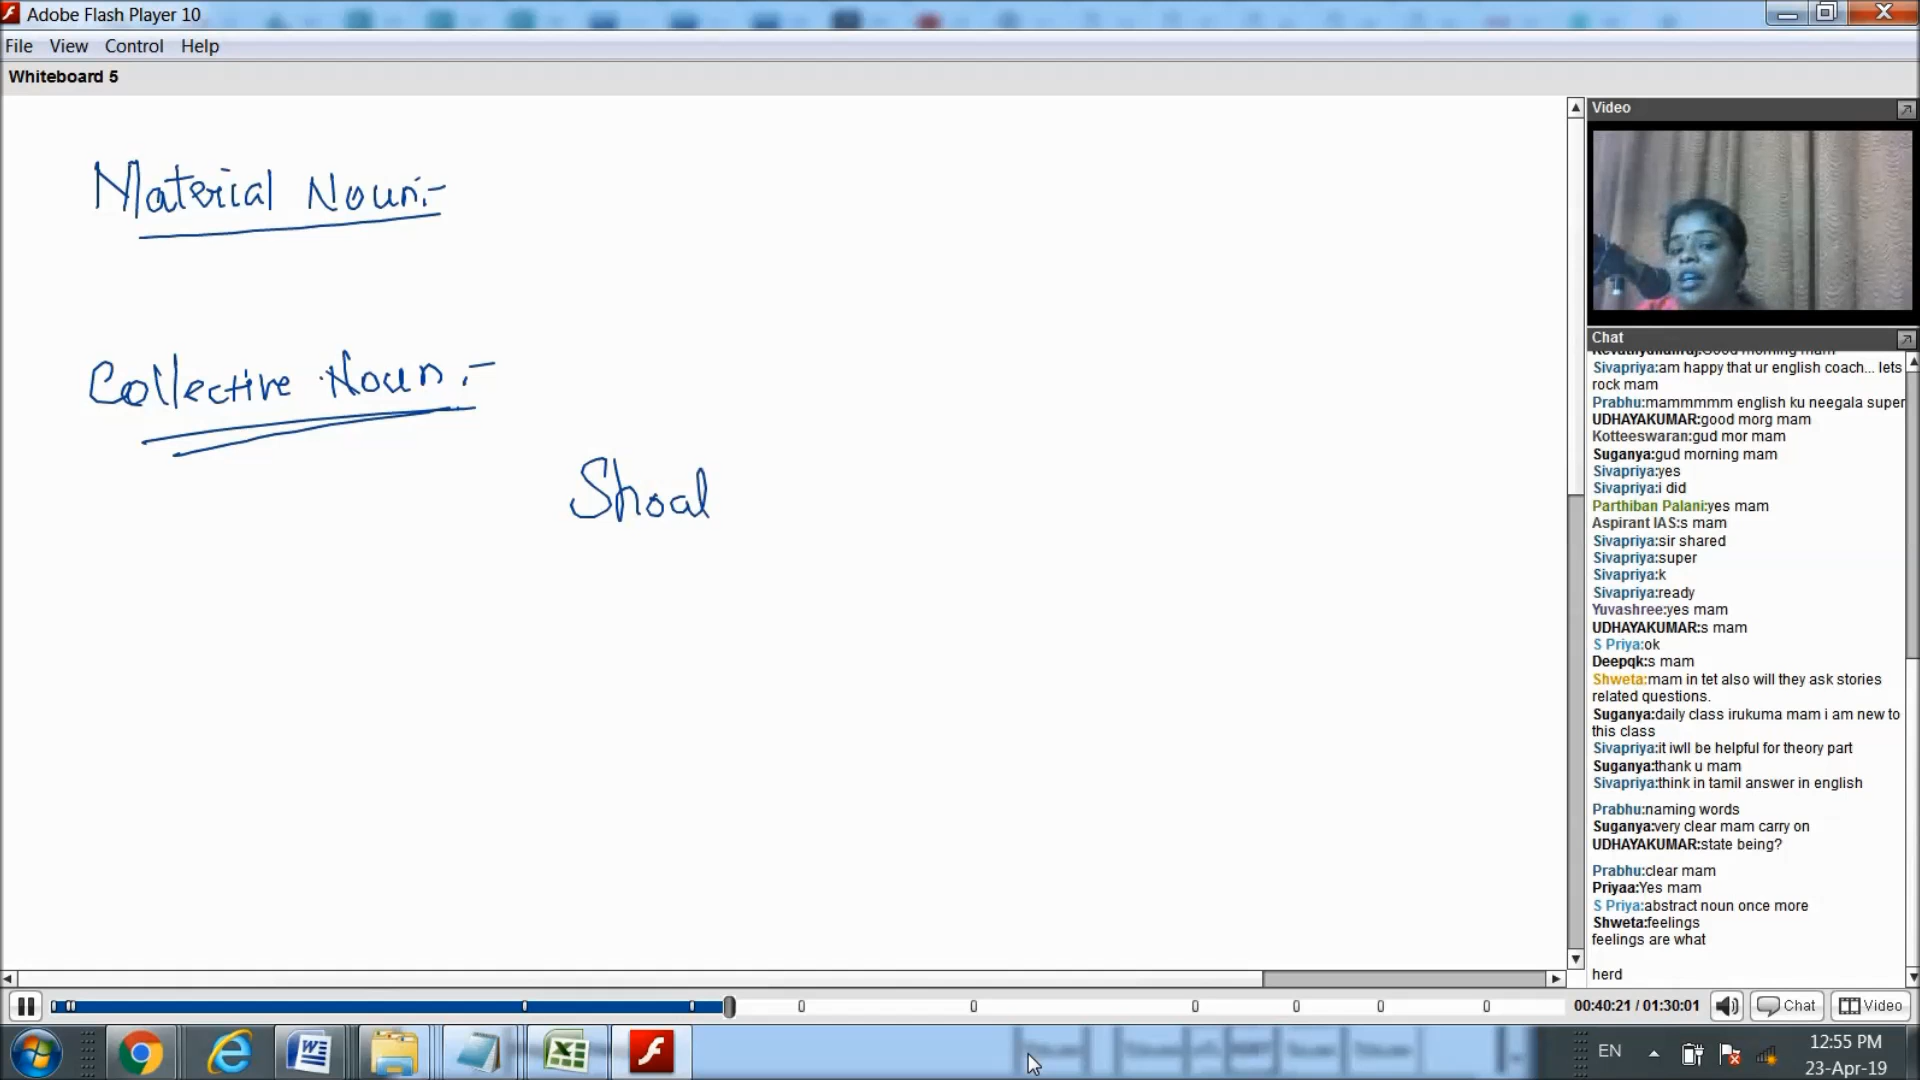 Adobe Flash Player 10
File View Control Help
Whiteboard 5
Material Noun:-
Collective Noun:-
Shoal
Video
Chat
Sivapriya:am happy that ur english coach... lets
rock mam
Prabhu:mammmmm english ku neegala super
UDHAYAKUMAR:good morg mam
Kotteeswaran:gud mor mam
Suganya:gud morning mam
Sivapriya:yes
Sivapriya:i did
Parthiban Palani:yes mam
Aspirant IAS:s mam
Sivapriya:sir shared
Sivapriya:super
Sivapriya:k
Sivapriya:ready
Yuvashree:yes mam
UDHAYAKUMAR:s mam
S Priya:ok
Deepqk:s mam
Shweta:mam in tet also will they ask stories
related questions.
Suganya:daily class irukuma mam i am new to
this class
Sivapriya:it iwll be helpful for theory part
Suganya:thank u mam
Sivapriya:think in tamil answer in english
Prabhu:naming words
Suganya:very clear mam carry on
UDHAYAKUMAR:state being?
Prabhu:clear mam
Priyaa:Yes mam
S Priya:abstract noun once more
Shweta:feelings
feelings are what
herd
00:40:21 / 01:30:01 Chat Video
EN 12:55 PM
23-Apr-19